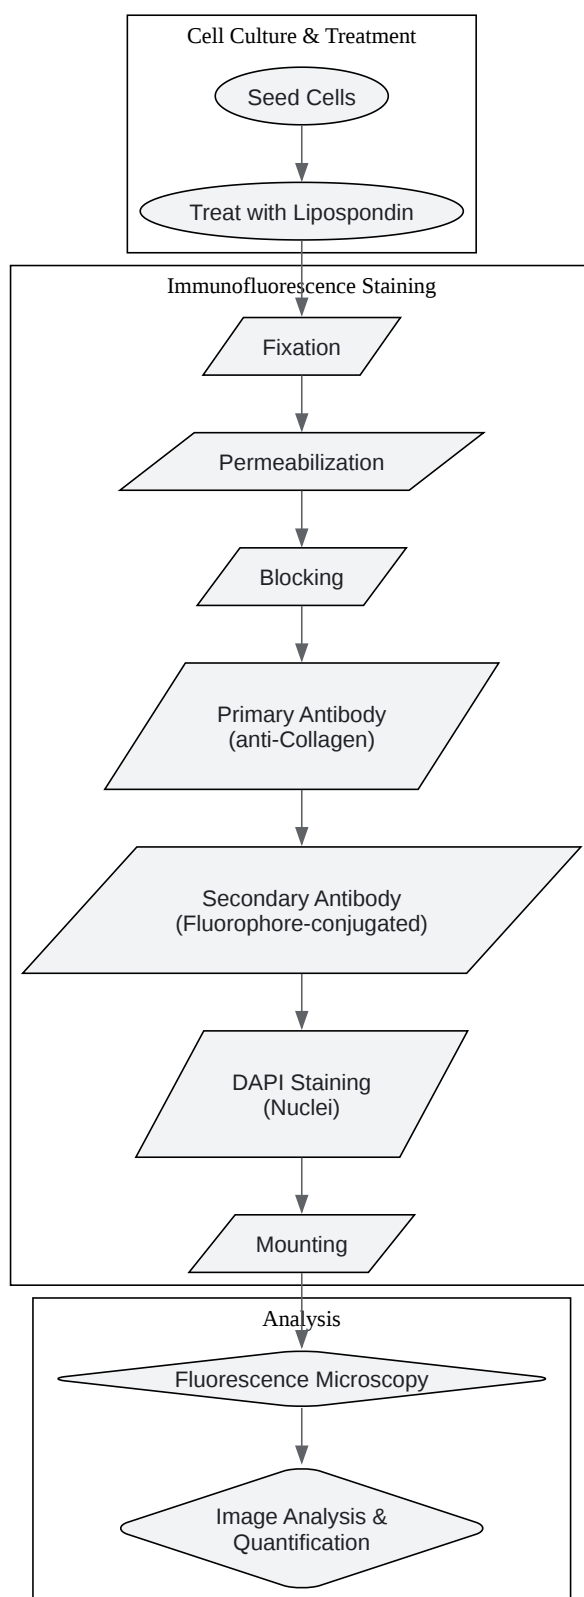 Cell Culture & Treatment
Seed Cells
Treat with Lipospondin
Immunofluorescence Staining
Fixation
Permeabilization
Blocking
Primary Antibody
(anti-Collagen)
Secondary Antibody
(Fluorophore-conjugated)
DAPI Staining
(Nuclei)
Mounting
Analysis
Fluorescence Microscopy
Image Analysis &
Quantification